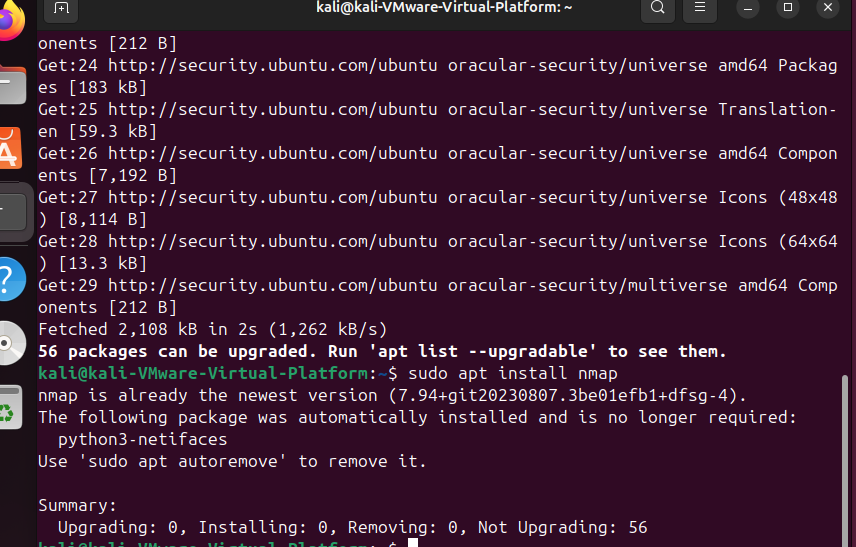 kali@kali-VMware-Virtual-Platform: ~
onents [212 B]
Get:24 http://security.ubuntu.com/ubuntu oracular-security/universe amd64 Packag
es [183 kB]
Get:25 http://security.ubuntu.com/ubuntu oracular-security/universe Translation-
en [59.3 kB]
Get:26 http://security.ubuntu.com/ubuntu oracular-security/universe amd64 Compon
ents [7,192 B]
Get:27 http://security.ubuntu.com/ubuntu oracular-security/universe Icons (48x48
) [8,114 B]
Get:28 http://security.ubuntu.com/ubuntu oracular-security/universe Icons (64x64
) [13.3 kB]
Get:29 http://security.ubuntu.com/ubuntu oracular-security/multiverse amd64 Comp
onents [212 B]
Fetched 2,108 kB in 2s (1,262 kB/s)
56 packages can be upgraded. Run 'apt list --upgradable' to see them.
kali@kali-VMware-Virtual-Platform:~$ sudo apt install nmap
nmap is already the newest version (7.94+git20230807.3be01efb1+dfsg-4).
The following package was automatically installed and is no longer required:
  python3-netifaces
Use 'sudo apt autoremove' to remove it.

Summary:
  Upgrading: 0, Installing: 0, Removing: 0, Not Upgrading: 56
kali@kali-VMware-Virtual-Platform:~$